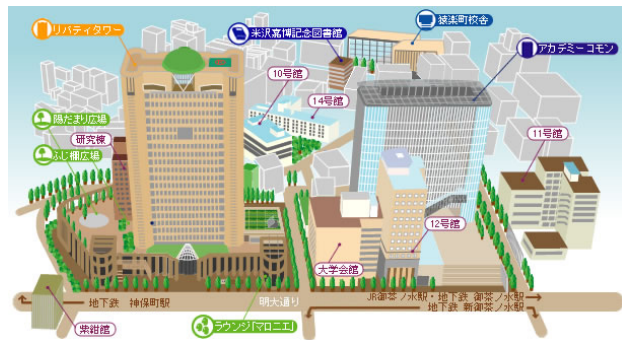 リバティタワー
米沢嘉博記念図書館
猿楽町校舎
アカデミーコモン
10号館
14号館
陽だまり広場
研究棟
ふじ棚広場
11号館
12号館
大学会館
地下鉄 神保町駅
明大通り
JR御茶ノ水駅・地下鉄 御茶ノ水駅
地下鉄 新御茶ノ水駅
紫紺館
ラウンジ「マロニエ」